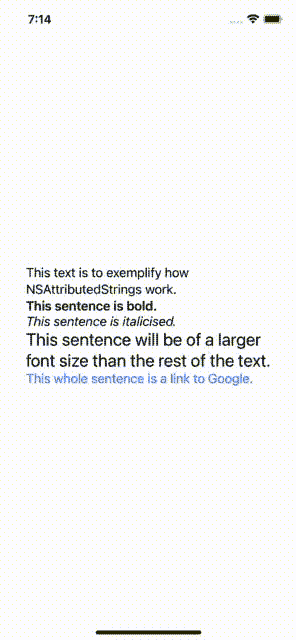 7:14
This text is to exemplify how
NSAttributedStrings work.
This sentence is bold.
This sentence is italicised.
This sentence will be of a larger
font size than the rest of the text.
This whole sentence is a link to Google.